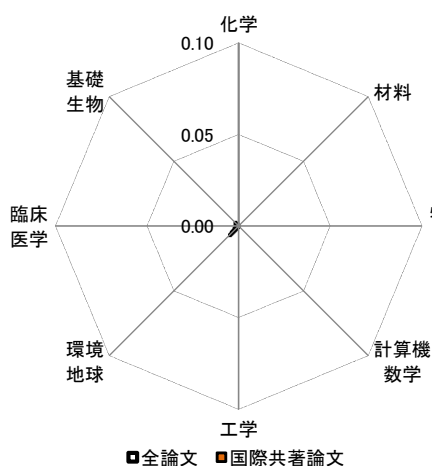 化学
0.10
基礎
生物
材料
0.05
臨床
医学
0.00
環境
地球
計算機
数学
工学
全論文 国際共著論文